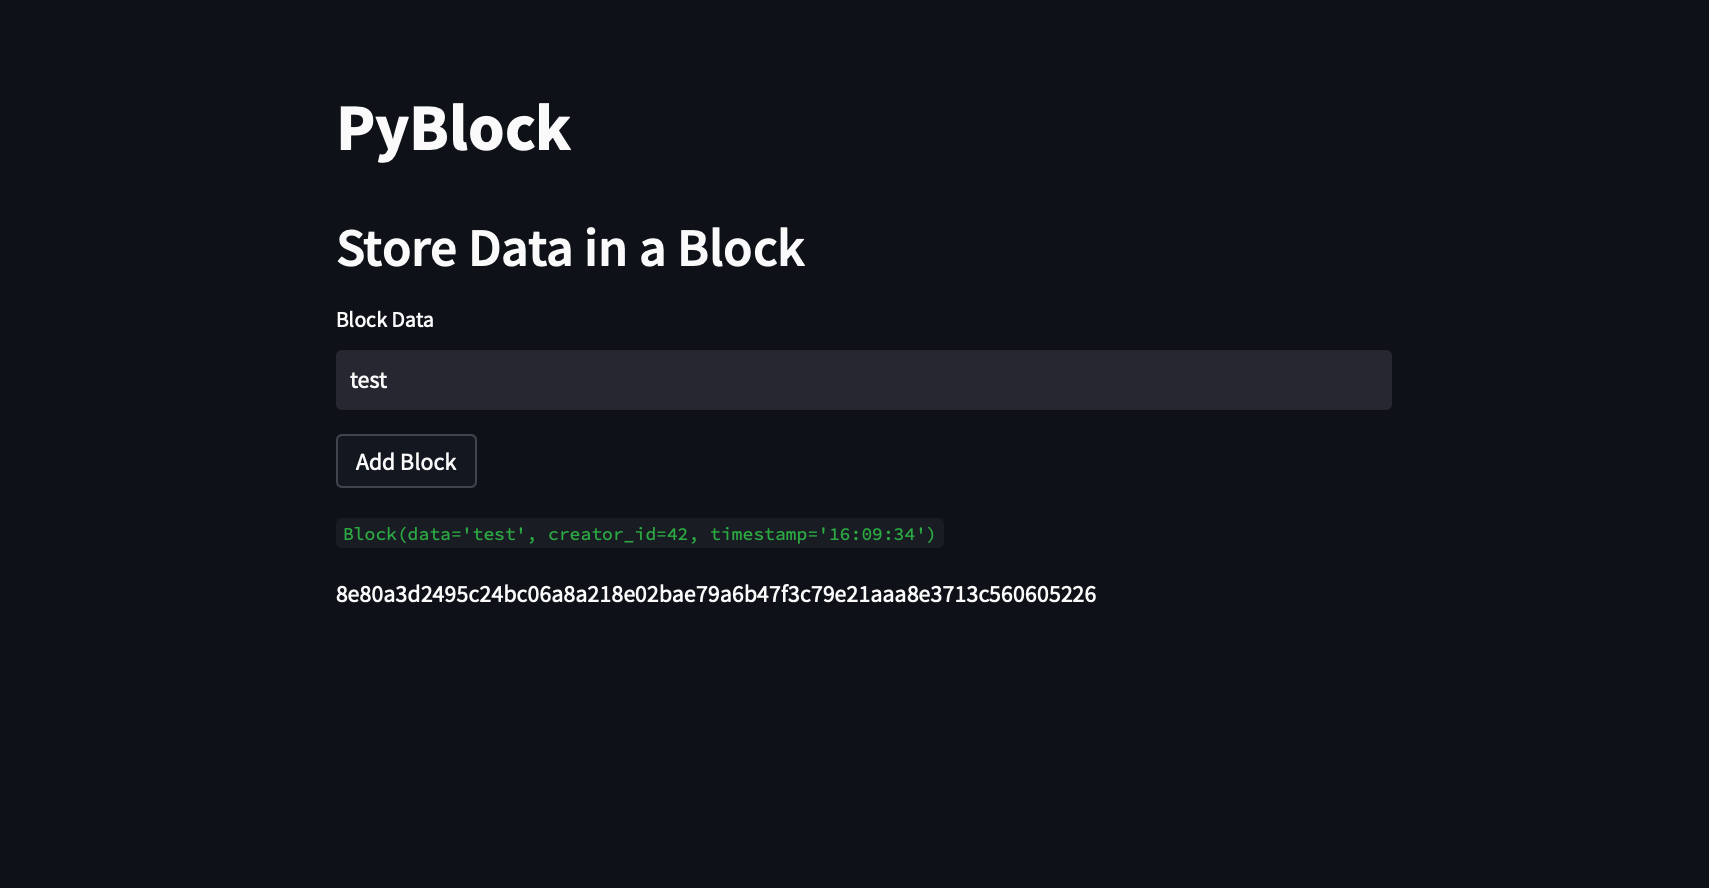 PyBlock
Store Data in a Block
Block Data
test
Add Block
Block(data='test', creator_id=42, timestamp='16:09:34')
8e80a3d2495c24bc06a8a218e02bae79a6b47f3c79e21aaa8e3713c560605226